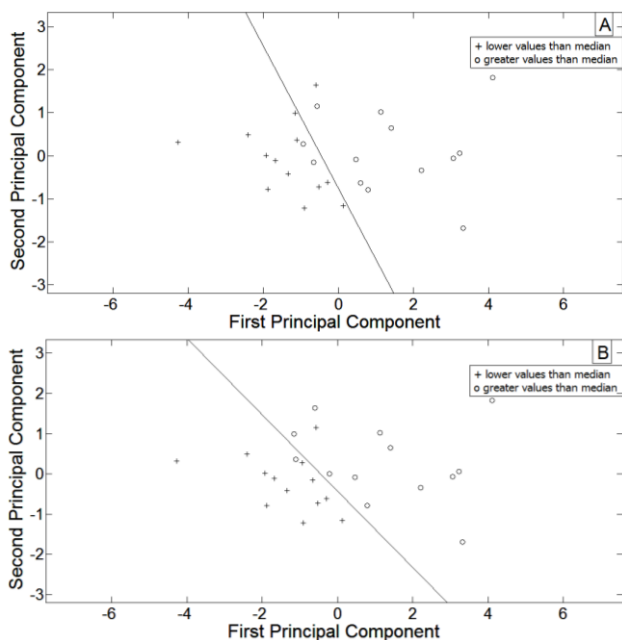 A
+ lower values than median
o greater values than median
3
2
1
0
-1
-2
-3
Second Principal Component
-6
-4
-2
0
2
4
6
First Principal Component
B
+ lower values than median
o greater values than median
3
2
1
0
-1
-2
-3
Second Principal Component
-6
-4
-2
0
2
4
6
First Principal Component